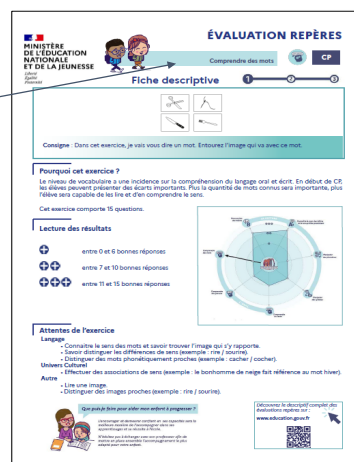 MINISTÈRE
DE L'ÉDUCATION
NATIONALE
ET DE LA JEUNESSE
Liberté
Égalité
Fraternité
ÉVALUATION REPÈRES
Comprendre des mots
CP
Fiche descriptive
1
2
3
Consigne : Dans cet exercice, je vais vous dire un mot. Entourez l'image qui va avec ce mot.
Pourquoi cet exercice ?
Le niveau de vocabulaire a une incidence sur la compréhension du langage oral et écrit. En début de CP,
les élèves peuvent présenter des écarts importants. Plus la quantité de mots connus sera importante, plus
l'élève sera capable de les lire et d'en comprendre le sens.
Cet exercice comporte 15 questions.
Lecture des résultats
entre 0 et 6 bonnes réponses
entre 7 et 10 bonnes réponses
entre 11 et 15 bonnes réponses
Attentes de l'exercice
Langage
- Connaitre le sens des mots et savoir trouver l'image qui s'y rapporte.
- Savoir distinguer les différences de sens (exemple : rire / sourire).
- Distinguer des mots phonétiquement proches (exemple : cacher / cocher).
Univers Culturel
- Effectuer des associations de sens (exemple : le bonhomme de neige fait référence au mot hiver).
Autre
- Lire une image.
- Distinguer des images proches (exemple : rire / sourire).
Que puis-je faire pour aider mon enfant à progresser ?
Découvrez le descriptif complet des
évaluations repères sur :
www.education.gouv.fr